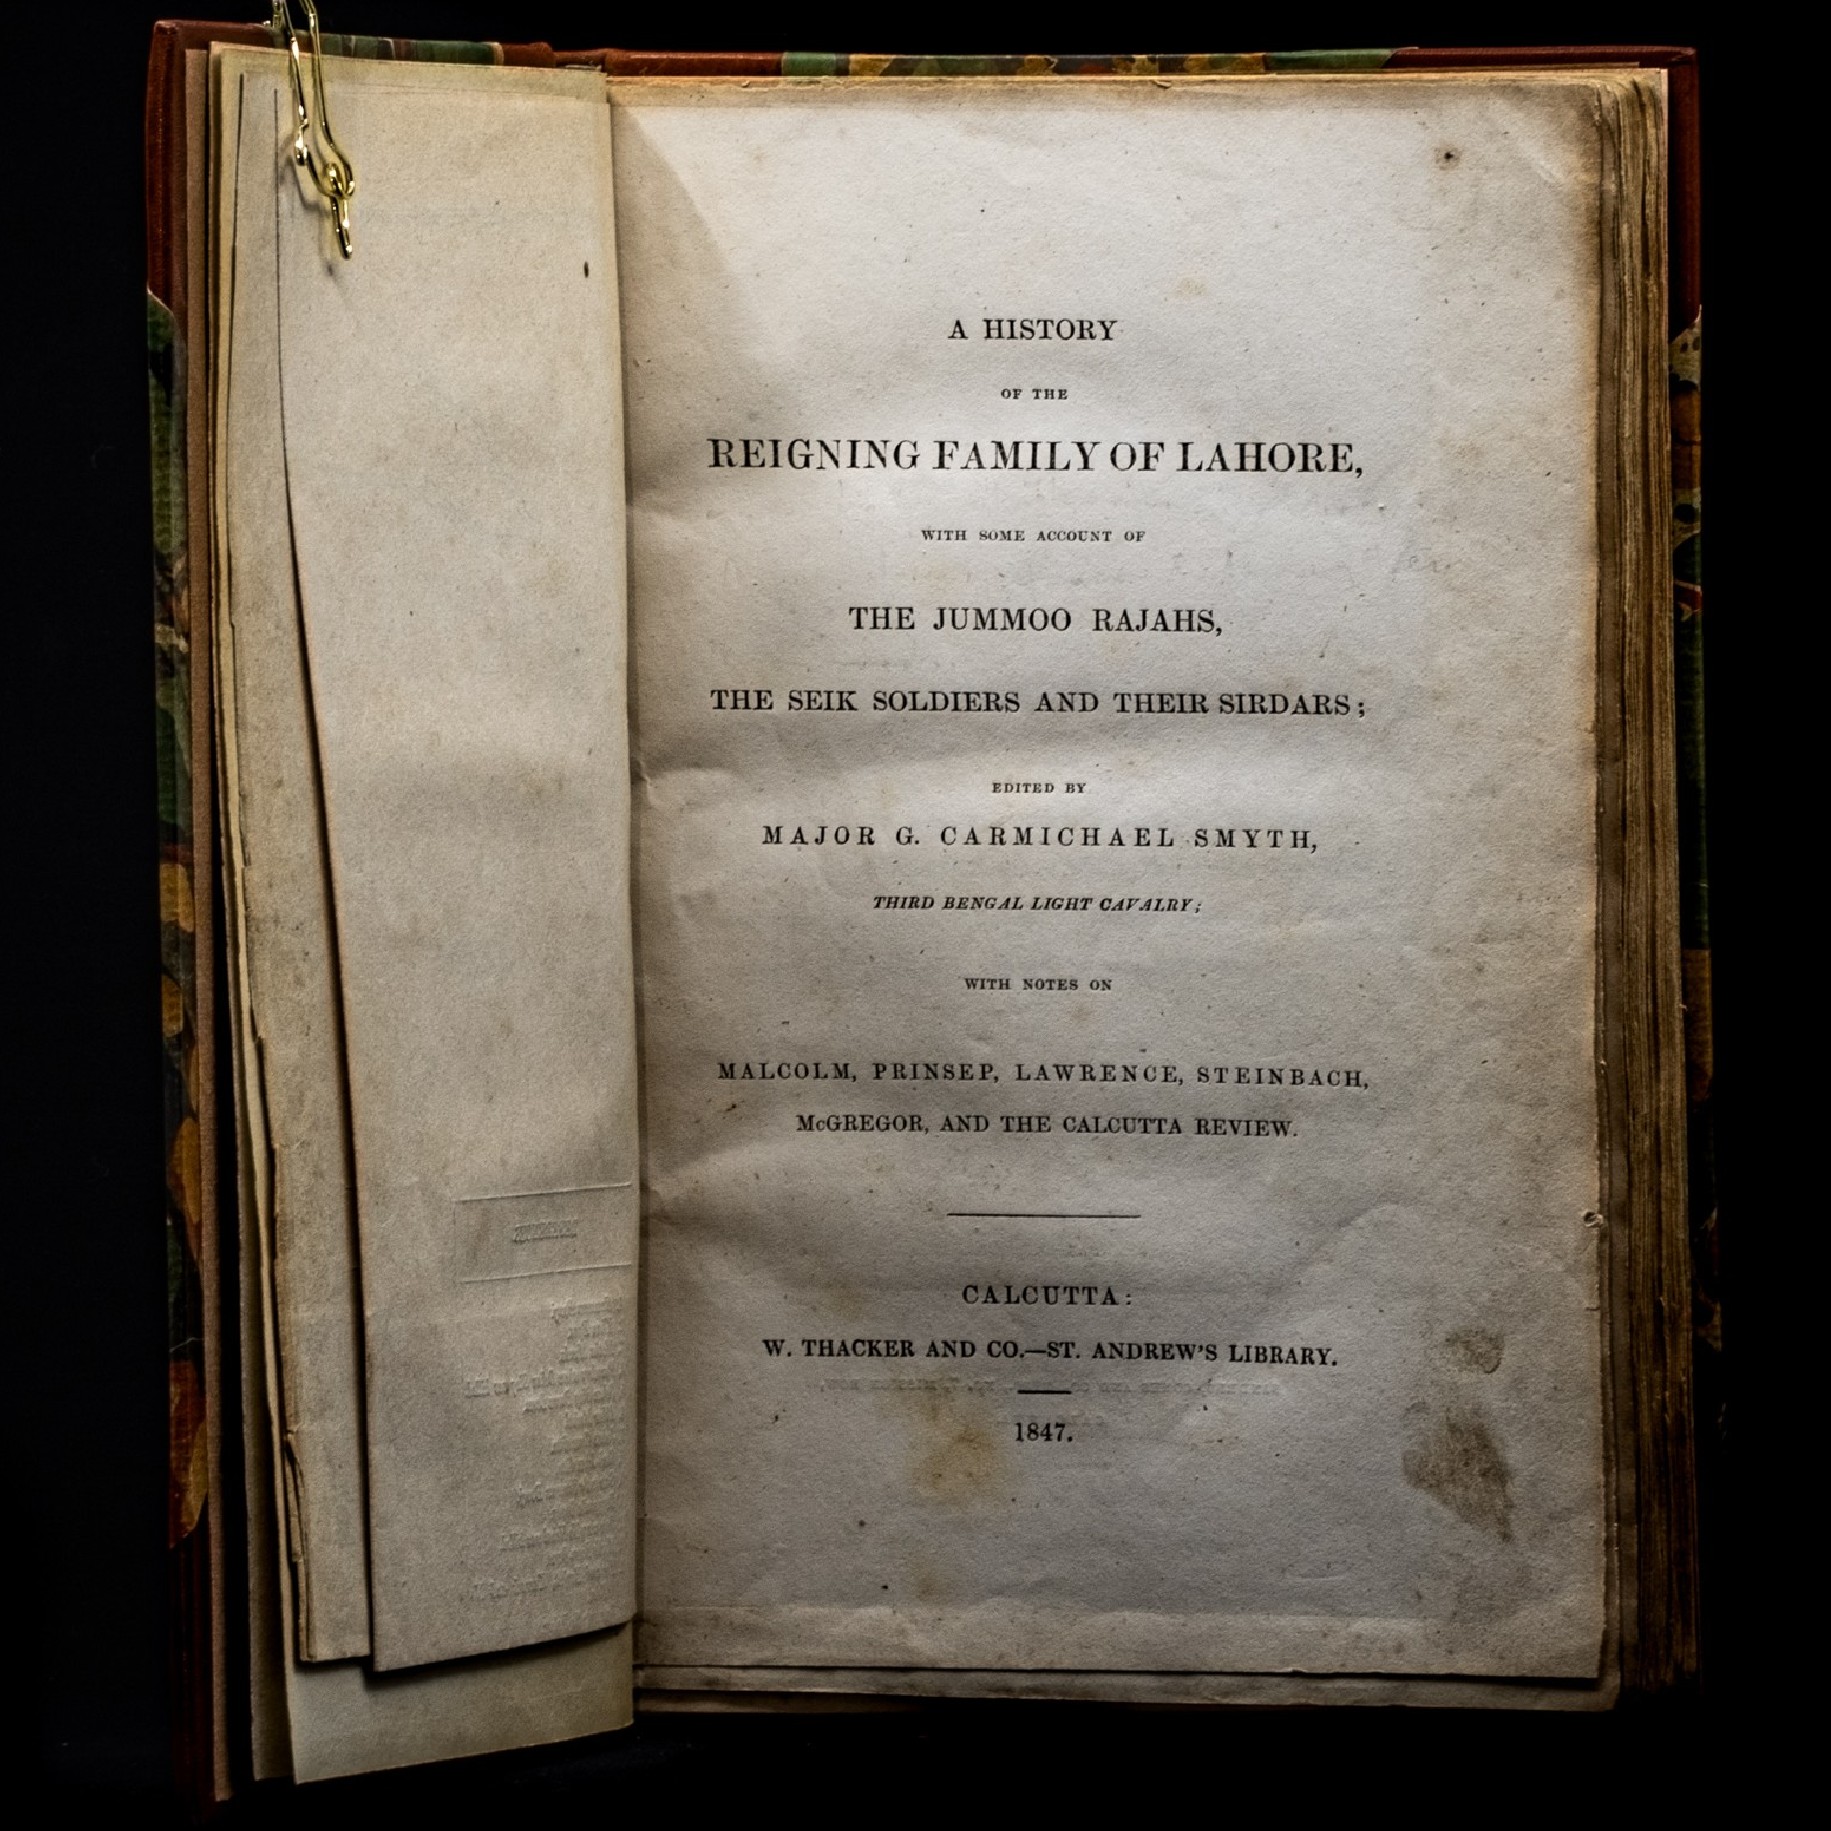 A HISTORY
OF THE
REIGNING FAMILY OF LAHORE,
WITH SOME ACCOUNT OF
THE JUMMOO RAJAHS,
THE SEIK SOLDIERS AND THEIR SIRDARS;
EDITED BY
MAJOR G. CARMICHAEL SMYTH,
THIRD BENGAL LIGHT CAVALRY;
WITH NOTES ON
MALCOLM, PRINSEP, LAWRENCE, STEINBACH,
McGREGOR, AND THE CALCUTTA REVIEW.
CALCUTTA:
W. THACKER AND CO.—ST. ANDREW'S LIBRARY.
1847.